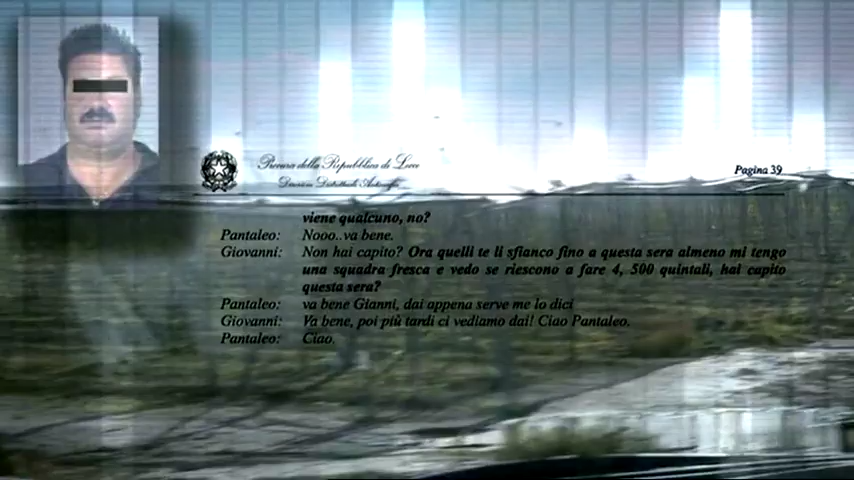 Procura della Repubblica di Lecce
Direzione Distrettuale Antimafia
Pagina 39
viene qualcuno, no?
Pantaleo: Nooo..va bene.
Giovanni: Non hai capito? Ora quelli te li sfianco fino a questa sera almeno mi tengo
una squadra fresca e vedo se riescono a fare 4, 500 quintali, hai capito
questa sera?
Pantaleo: va bene Gianni, dai appena serve me lo dici
Giovanni: Va bene, poi più tardi ci vediamo dai! Ciao Pantaleo.
Pantaleo: Ciao.